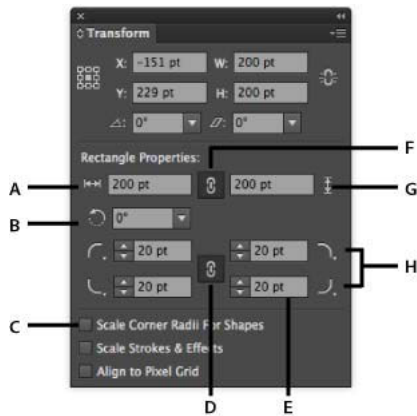 Transform
X: -151 pt W: 200 pt
Y: 229 pt H: 200 pt
0° 0°
F
Rectangle Properties:
A 200 pt 200 pt G
B 0°
20 pt 20 pt
H
20 pt 20 pt
C Scale Corner Radii For Shapes
Scale Strokes & Effects
Align to Pixel Grid
D E